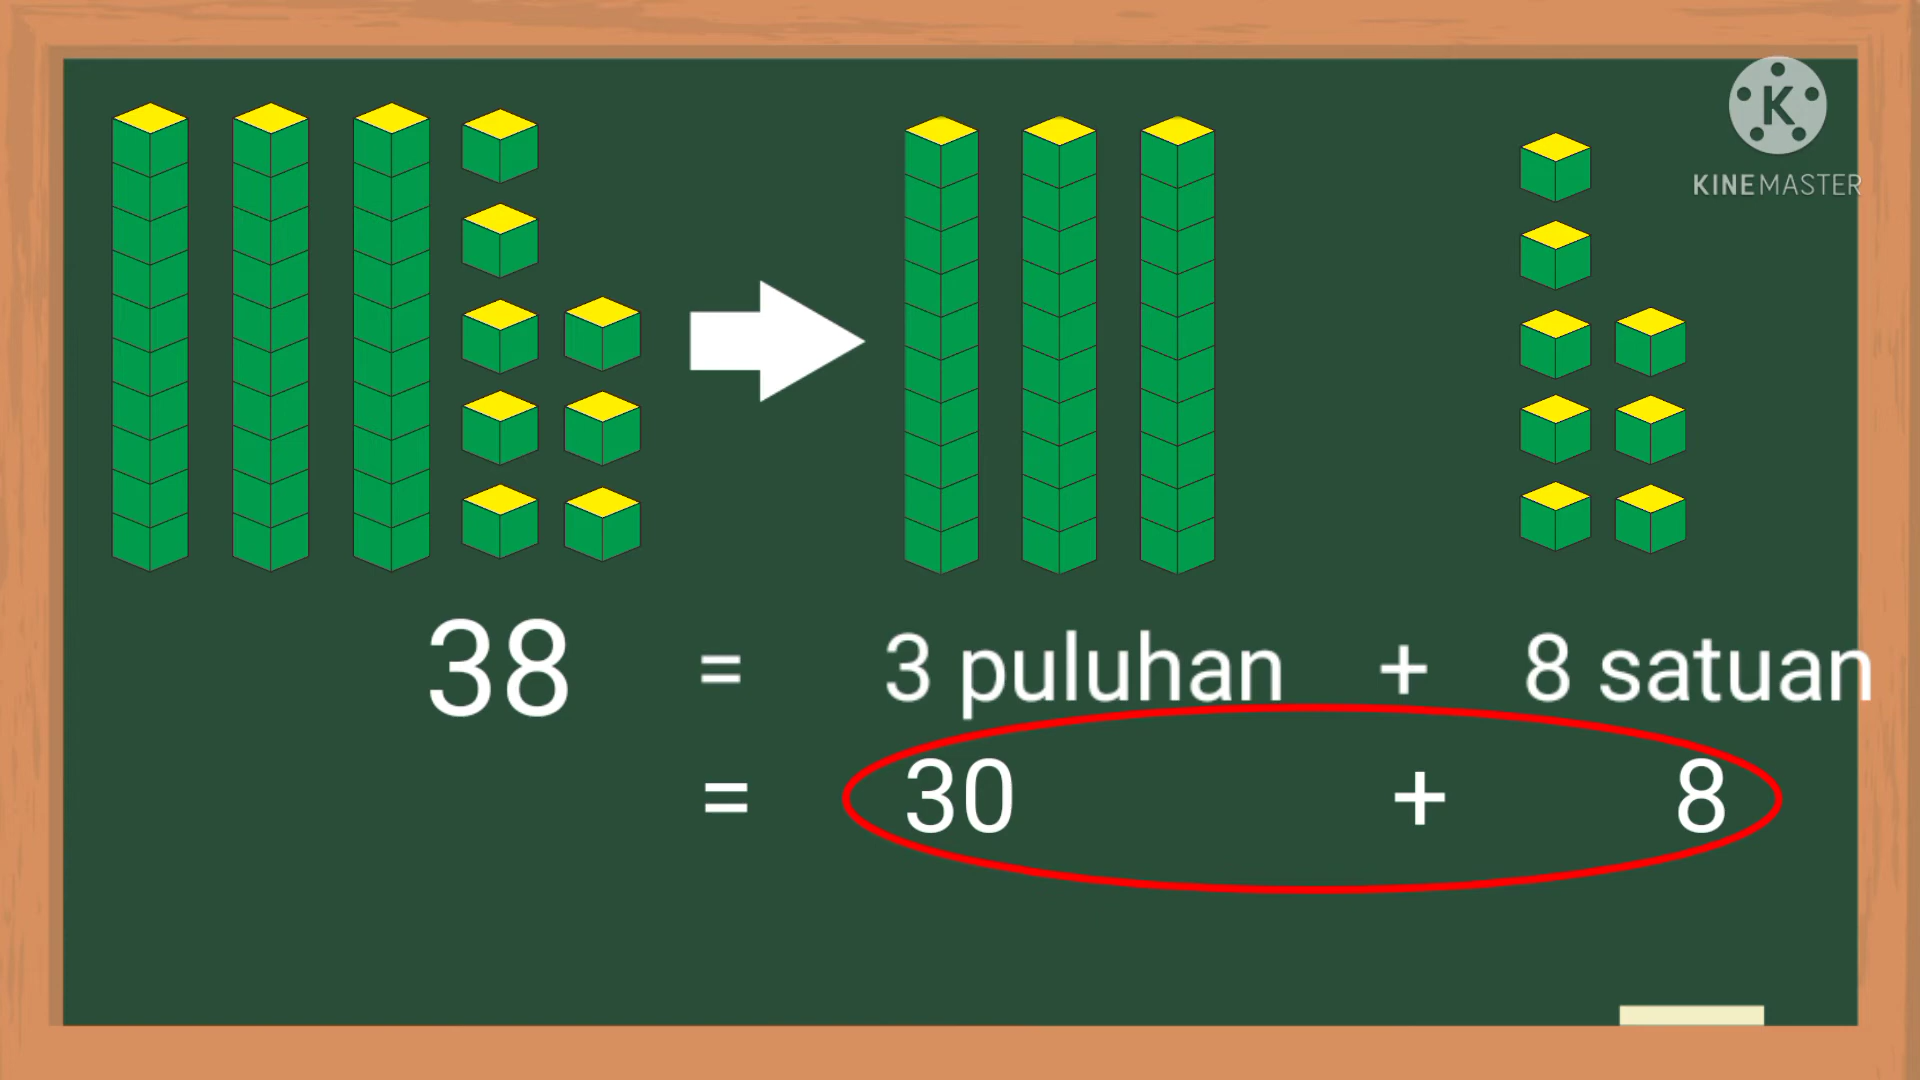 K
KINEMASTER
38 = 3 puluhan + 8 satuan
= 30 + 8